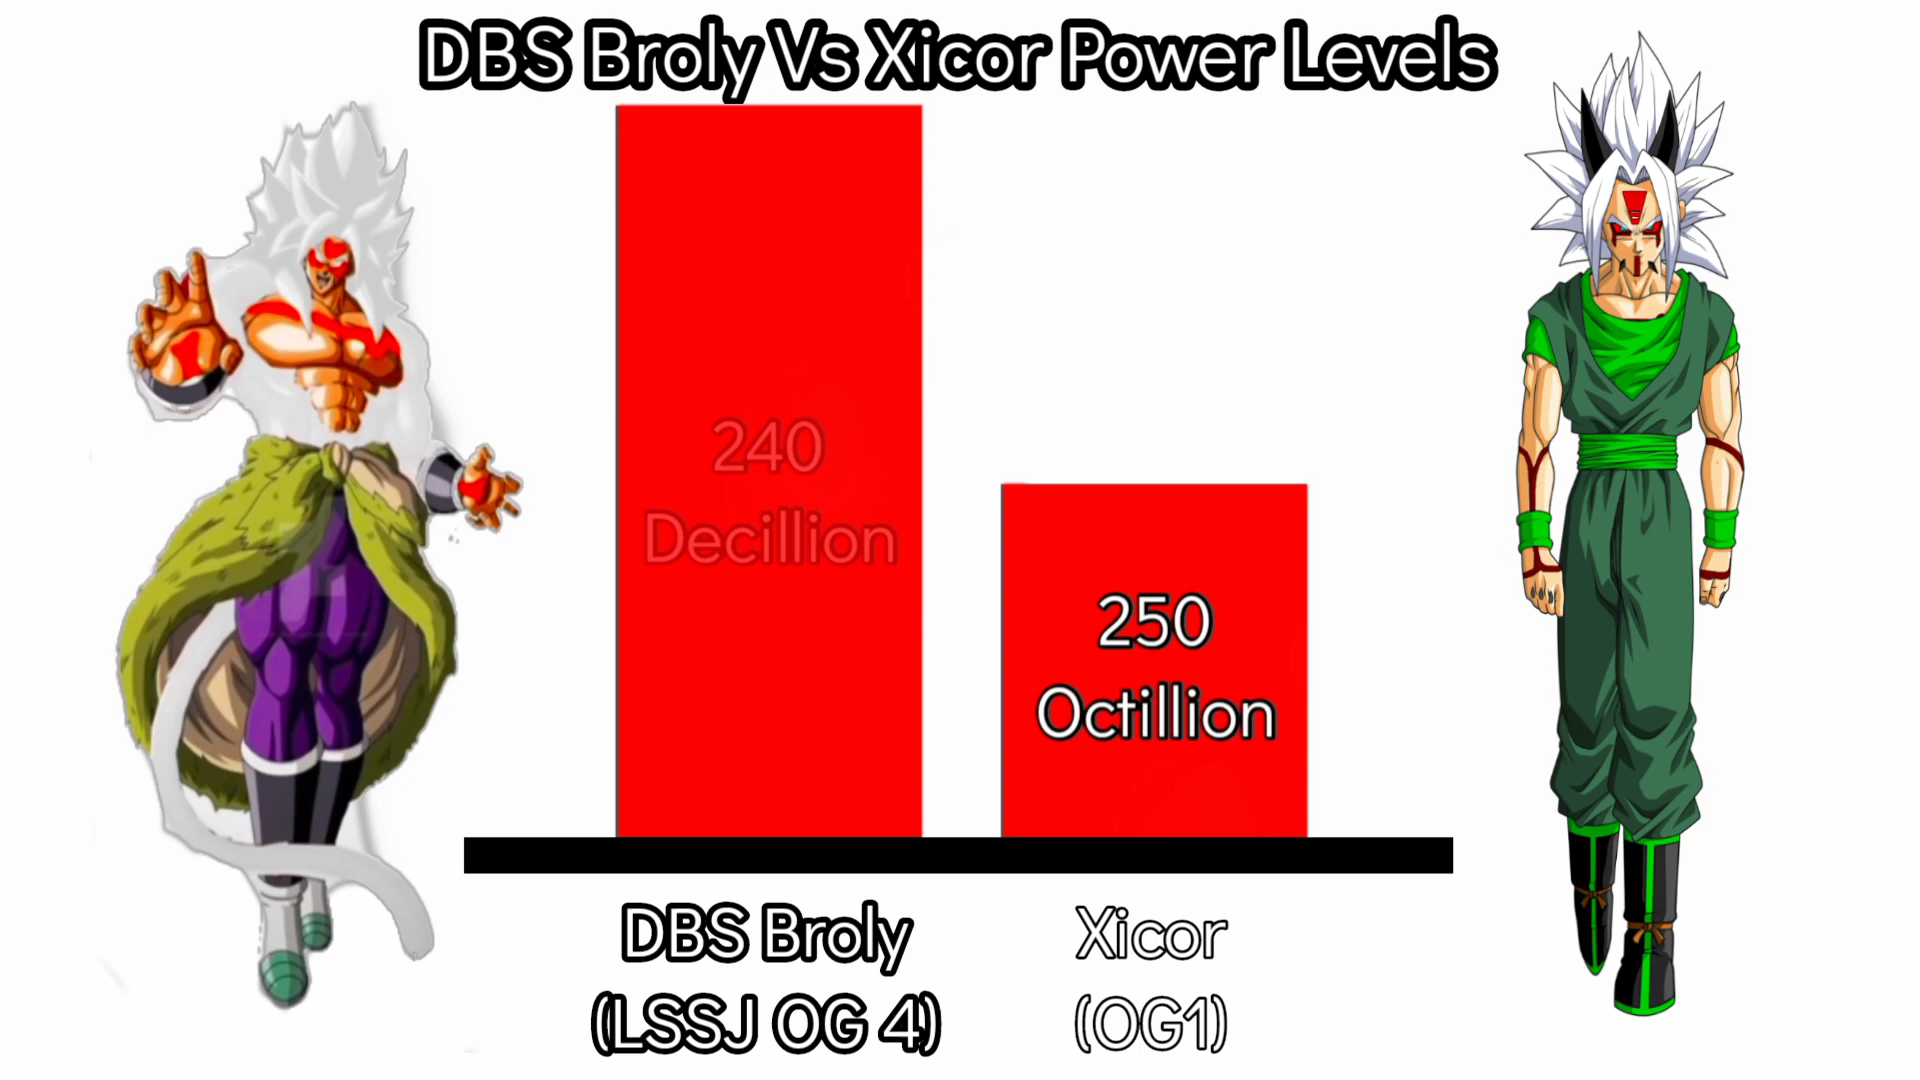 DBS Broly Vs Xicor Power Levels
240
Decillion
250
Octillion
DBS Broly
(LSSJ OG 4)
Xicor
(OG1)